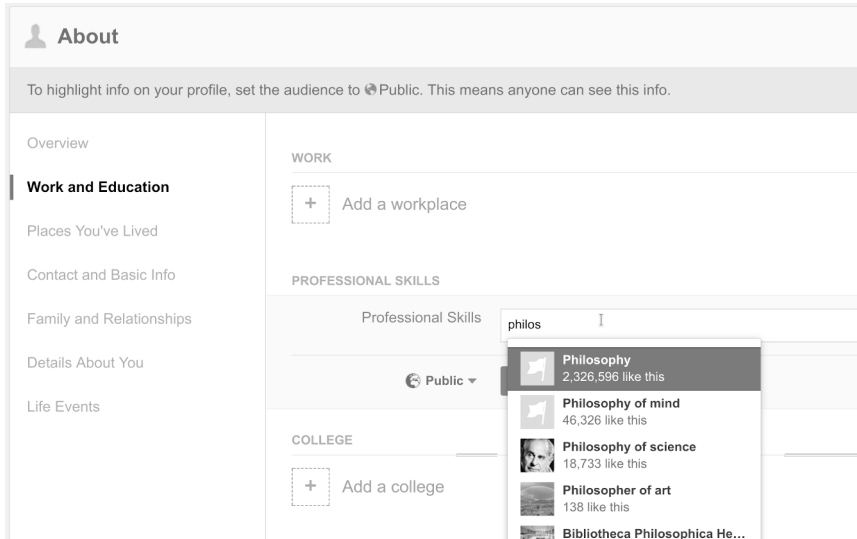 About
To highlight info on your profile, set the audience to Public. This means anyone can see this info.
Overview
Work and Education
Places You've Lived
Contact and Basic Info
Family and Relationships
Details About You
Life Events
WORK
+ Add a workplace
PROFESSIONAL SKILLS
Professional Skills
philos
Philosophy
2,326,596 like this
Philosophy of mind
46,326 like this
Philosophy of science
18,733 like this
Philosopher of art
138 like this
Bibliotheca Philosophica He...
Public
COLLEGE
+ Add a college